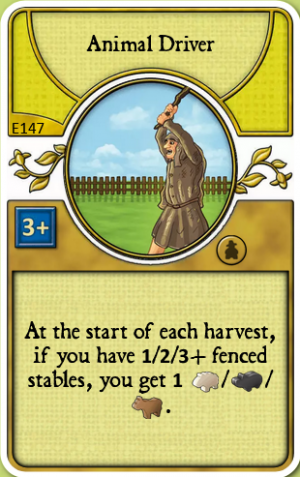 Animal Driver
E147
3+
At the start of each harvest,
if you have 1/2/3+ fenced
stables, you get 1 / /
.